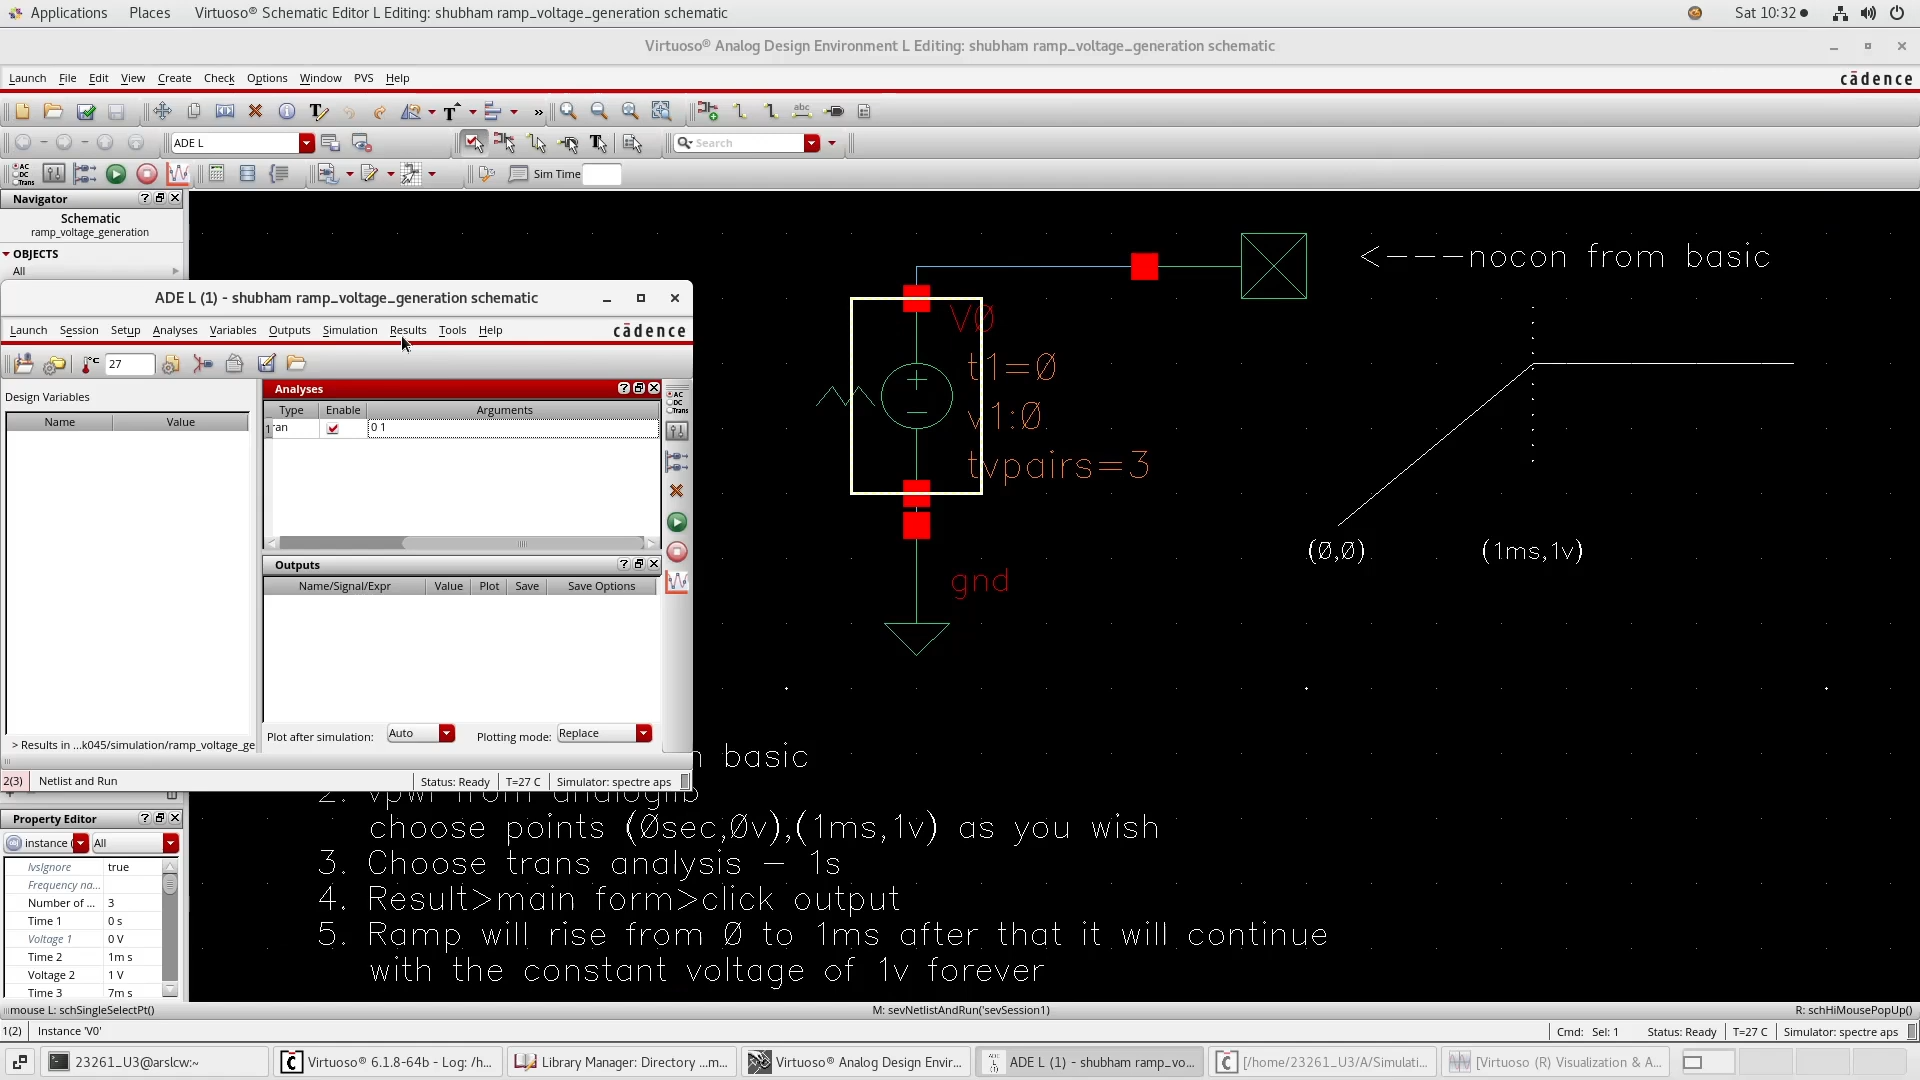 Applications Places Virtuoso® Schematic Editor L Editing: shubham ramp_voltage_generation schematic Sat 10:32
Virtuoso® Analog Design Environment L Editing: shubham ramp_voltage_generation schematic
Launch File Edit View Create Check Options Window PVS Help cādence
ADE L Search
Sim Time
Navigator
Schematic
ramp_voltage_generation
OBJECTS
All
ADE L (1) - shubham ramp_voltage_generation schematic
Launch Session Setup Analyses Variables Outputs Simulation Results Tools Help cādence
27
Design Variables
Name Value
Analyses
Type Enable Arguments
1 ran 0 1
Outputs
Name/Signal/Expr Value Plot Save Save Options
Plot after simulation: Auto Plotting mode: Replace
> Results in ...k045/simulation/ramp_voltage_ge
2(3) Netlist and Run Status: Ready T=27 C Simulator: spectre aps
AC
DC
Trans
<---nocon from basic
V0
t1=0
v1:0
tvpairs=3
gnd
(0,0) (1ms,1v)
basic
2. vpwl from analoglib
choose points (0sec,0v),(1ms,1v) as you wish
3. Choose trans analysis - 1s
4. Result>main form>click output
5. Ramp will rise from 0 to 1ms after that it will continue
with the constant voltage of 1v forever
Property Editor
instance ( All
lvsIgnore true
Frequency na...
Number of ... 3
Time 1 0 s
Voltage 1 0 V
Time 2 1m s
Voltage 2 1 V
Time 3 7m s
mouse L: schSingleSelectPt() M: sevNetlistAndRun('sevSession1) R: schHiMousePopUp()
1(2) Instance 'V0' Cmd: Sel: 1 Status: Ready T=27 C Simulator: spectre aps
23261_U3@arslcw:~ Virtuoso® 6.1.8-64b - Log: /h... Library Manager: Directory ...m... Virtuoso® Analog Design Envir... ADE L (1) - shubham ramp_vo... [/home/23261_U3/A/Simulati... [Virtuoso (R) Visualization & A...